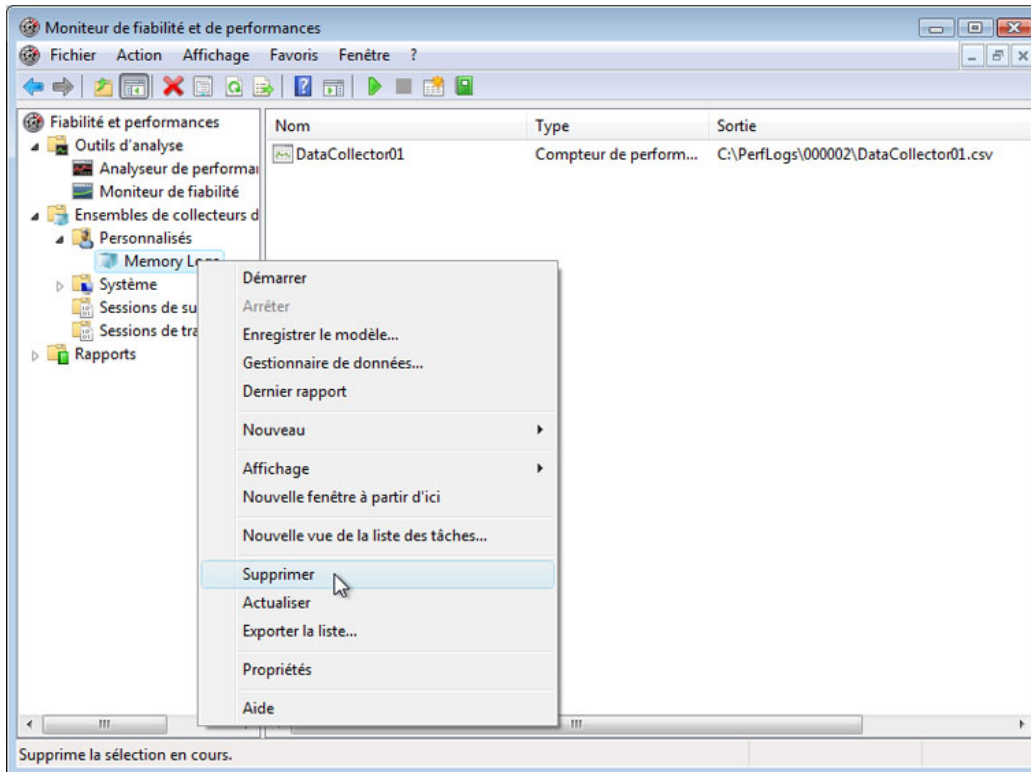 Moniteur de fiabilité et de performances
Fichier Action Affichage Favoris Fenêtre ?
Fiabilité et performances
Outils d'analyse
Analyseur de performa
Moniteur de fiabilité
Ensembles de collecteurs d
Personnalisés
Memory
Système
Sessions de su
Sessions de tra
Rapports
Nom Type Sortie
DataCollector01 Compteur de perform... C:\PerfLogs\000002\DataCollector01.csv
Démarrer
Arrêter
Enregistrer le modèle...
Gestionnaire de données...
Dernier rapport
Nouveau
Affichage
Nouvelle fenêtre à partir d'ici
Nouvelle vue de la liste des tâches...
Supprimer
Actualiser
Exporter la liste...
Propriétés
Aide
Supprime la sélection en cours.